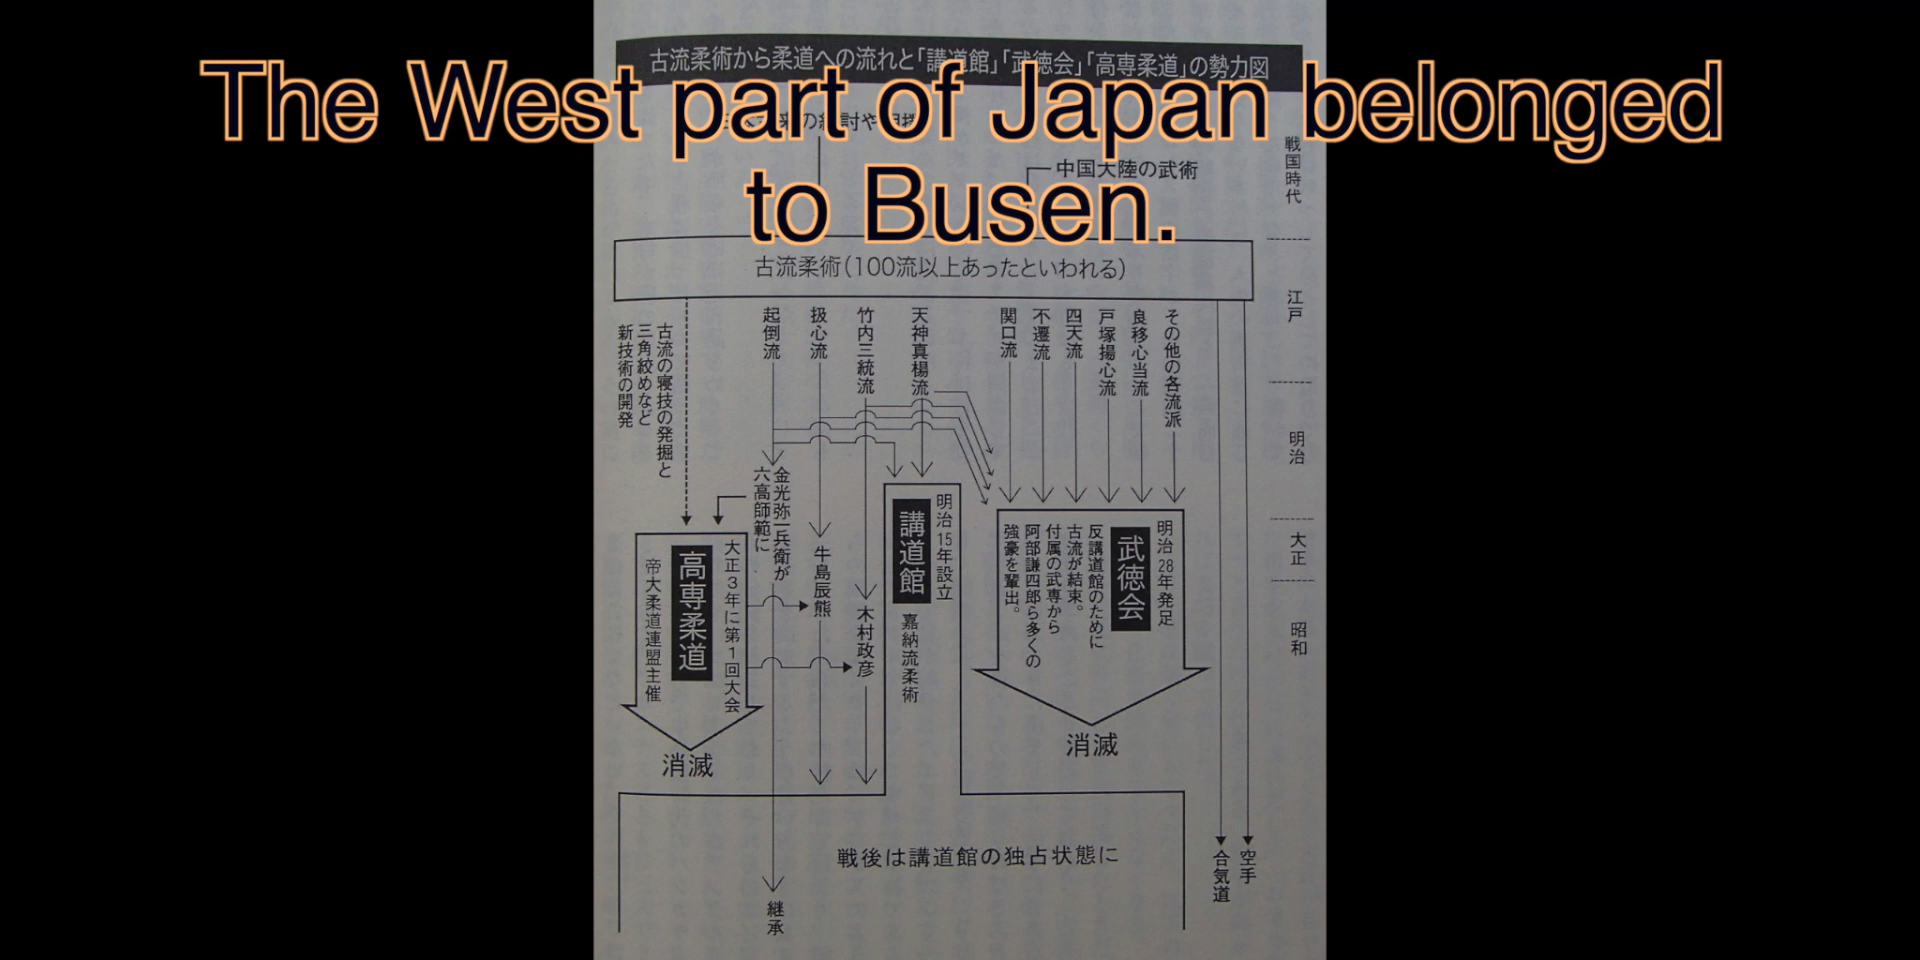 古流柔術から柔道への流れと「講道館」「武徳会」「高専柔道」の勢力図
The West part of Japan belonged
to Busen.
中国大陸の武術
戦国時代
江戸
明治
大正
昭和
古流柔術(100流以上あったといわれる)
古流の寝技の発掘と
三角絞めなど
新技術の開発
起倒流
扱心流
竹内三統流
天神真楊流
関口流
不遷流
四天流
戸塚揚心流
良移心当流
その他の各流派
金光弥一兵衛が
六高師範に
大正3年に第1回大会
高専柔道
帝大柔道連盟主催
消滅
牛島辰熊
木村政彦
明治15年設立
講道館
嘉納流柔術
明治28年発足
武徳会
反講道館のために
古流が結束。
付属の武専から
阿部謙四郎ら多くの
強豪を輩出。
消滅
戦後は講道館の独占状態に
継承
合気道
空手